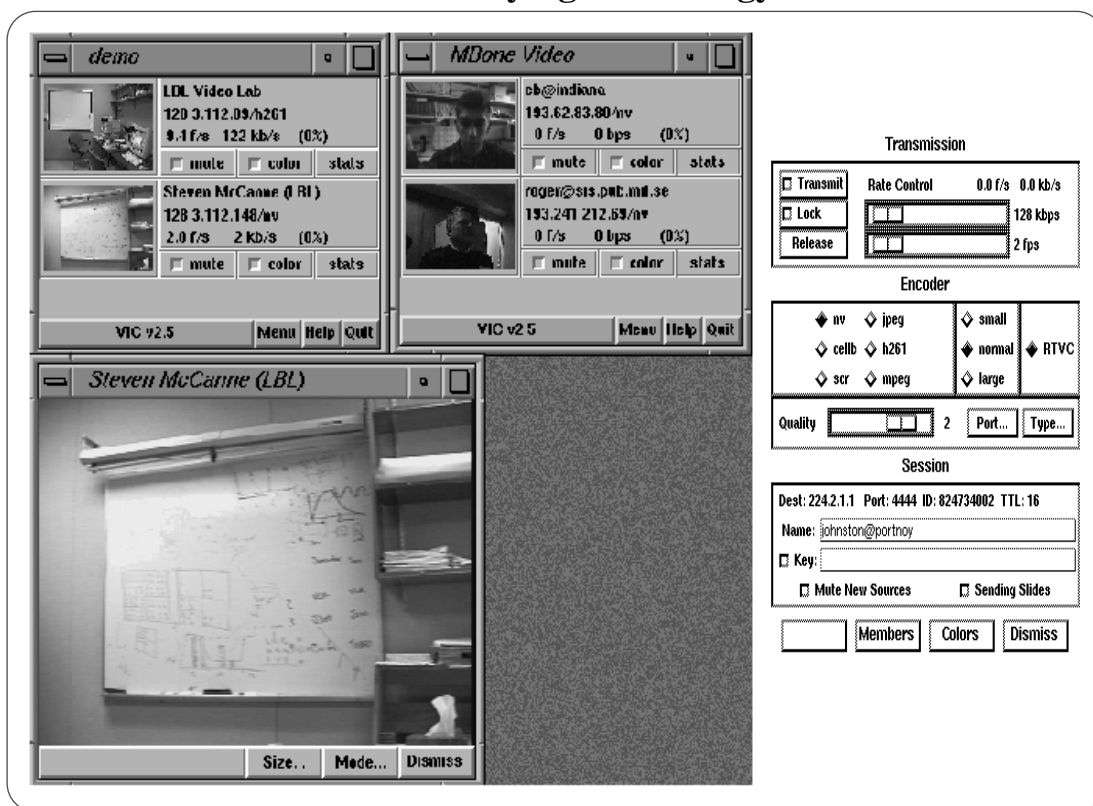 demo
LBL Video Lab
128 3.112.09/h261
9.4 f/s 122 kb/s (0%)
mute color stats
Steven McCanne (LBL)
128 3.112.148/nv
2.0 f/s 2 kb/s (0%)
mute color stats
VIC v2.5 Menu Help Quit
MBone Video
cb@indiana
193.62.83.80/nv
0 f/s 0 bps (0%)
mute color stats
193.241 212.69/nv
0 f/s 0 bps (0%)
mute color stats
VIC v2 5 Menu Help Quit
Steven McCanne (LBL)
Size. . Mode... Dismiss
Transmission
Transmit Rate Control 0.0 f/s 0.0 kb/s
Lock 128 kbps
Release 2 fps
Encoder
nv jpeg small
cellb h261 normal RTVC
scr mpeg large
Quality 2 Port... Type...
Session
Dest: 224.2.1.1 Port: 4444 ID: 824734002 TTL: 16
Name: johnston@portnoy
Key:
Mute New Sources Sending Slides
Members Colors Dismiss